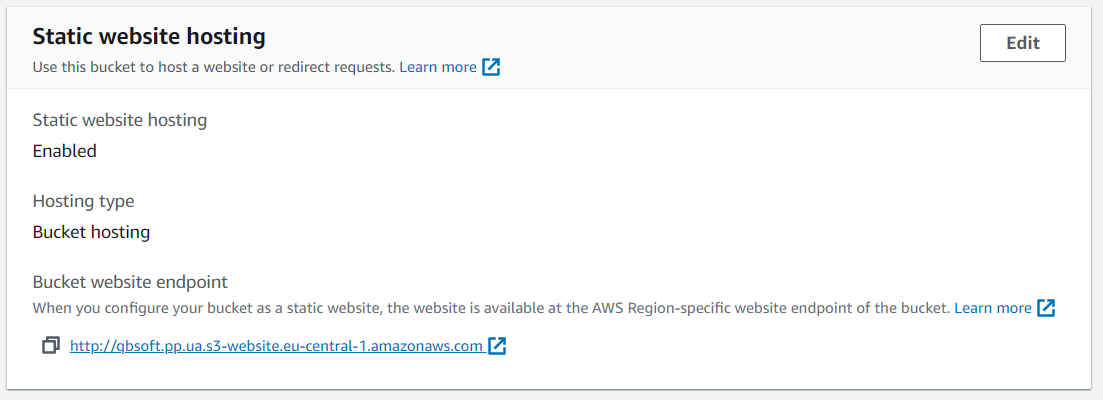 Static website hosting
Edit
Use this bucket to host a website or redirect requests. Learn more
Static website hosting
Enabled
Hosting type
Bucket hosting
Bucket website endpoint
When you configure your bucket as a static website, the website is available at the AWS Region-specific website endpoint of the bucket. Learn more
http://qbsoft.pp.ua.s3-website.eu-central-1.amazonaws.com